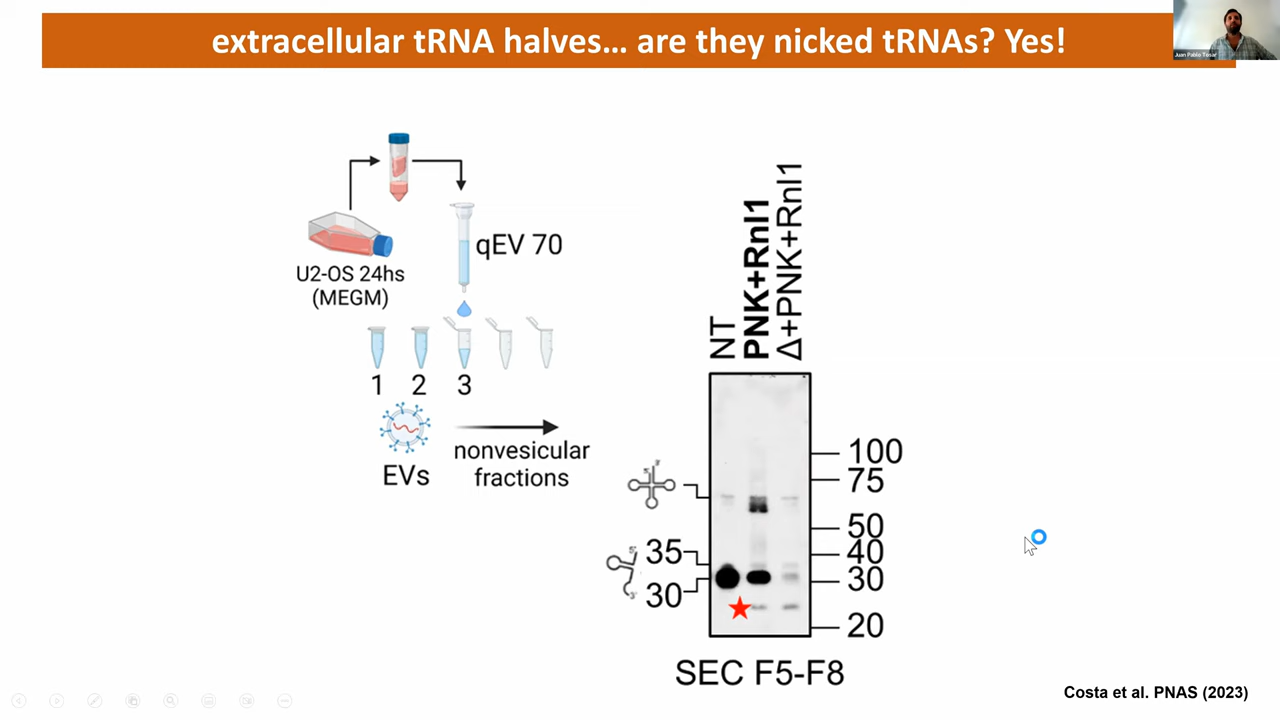 extracellular tRNA halves... are they nicked tRNAs? Yes!
Juan Pablo Tosar
U2-OS 24hs
(MEGM)
qEV 70
1 2 3
EVs
nonvesicular
fractions
NT
PNK+Rnl1
Δ+PNK+Rnl1
100
75
50
40
30
20
35
30
SEC F5-F8
Costa et al. PNAS (2023)